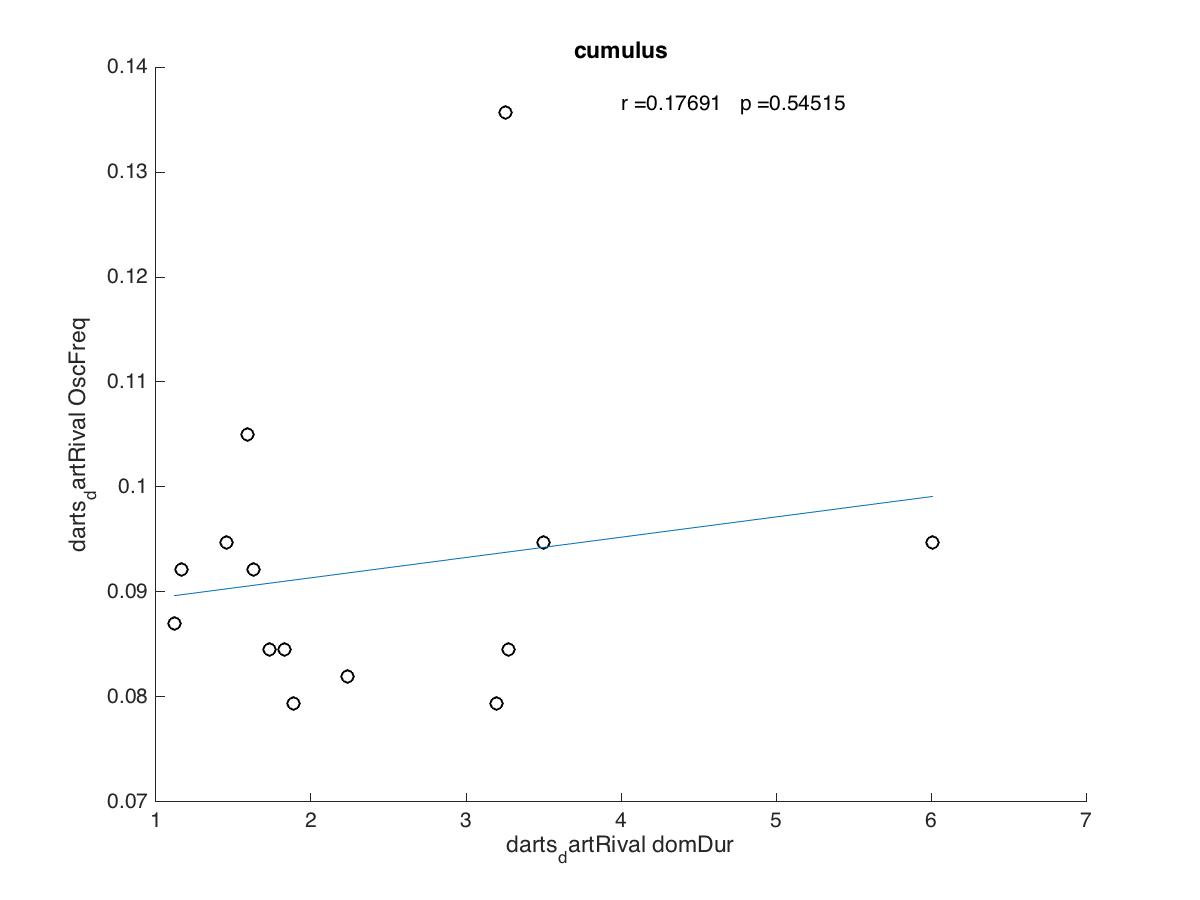 cumulus
r =0.17691 p =0.54515
0.14
0.13
0.12
0.11
0.1
0.09
0.08
0.07
darts_dartRival OscFreq
1 2 3 4 5 6 7
darts_dartRival domDur